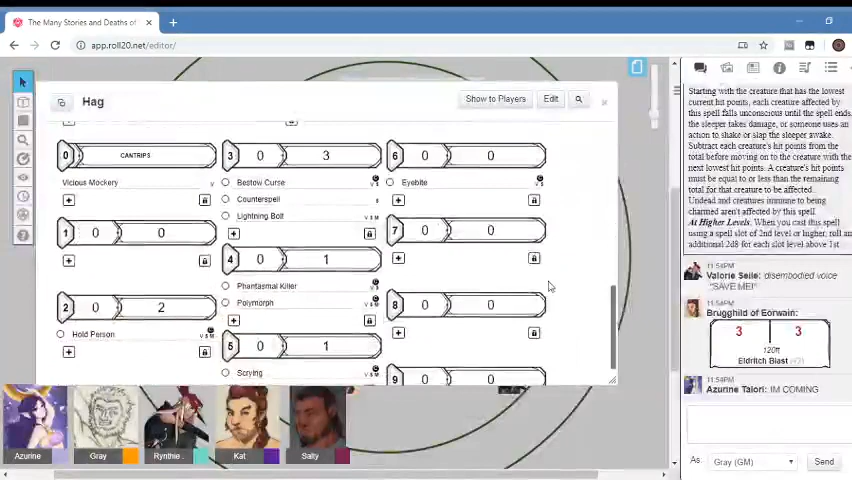 The Many Stories and Deaths of
app.roll20.net/editor/
Hag
Show to Players
Edit
0
CANTRIPS
Vicious Mockery
V
1
0
0
2
0
2
Hold Person
C
V S M
3
0
3
Bestow Curse
C
V S
Counterspell
S
Lightning Bolt
V S M
4
0
1
Phantasmal Killer
C
V S
Polymorph
C
V S M
5
0
1
Scrying
C
V S M
6
0
0
Eyebite
C
V S
7
0
0
8
0
0
9
0
0
Azurine
Gray
Rynthie
Kat
Salty
Starting with the creature that has the lowest
current hit points, each creature affected by
this spell falls unconscious until the spell ends,
the sleeper takes damage, or someone uses an
action to shake or slap the sleeper awake.
Subtract each creature's hit points from the
total before moving on to the creature with the
next lowest hit points. A creature's hit points
must be equal to or less than the remaining
total for that creature to be affected.
Undead and creatures immune to being
charmed aren't affected by this spell.
At Higher Levels. When you cast this spell
using a spell slot of 2nd level or higher, roll an
additional 2d8 for each slot level above 1st.
11:54PM
Valorie Seile: disembodied voice
"SAVE ME!"
11:54PM
Brugghild of Eorwain:
3
3
120ft
Eldritch Blast
11:54PM
Azurine Talori: IM COMING
As:
Gray (GM)
Send